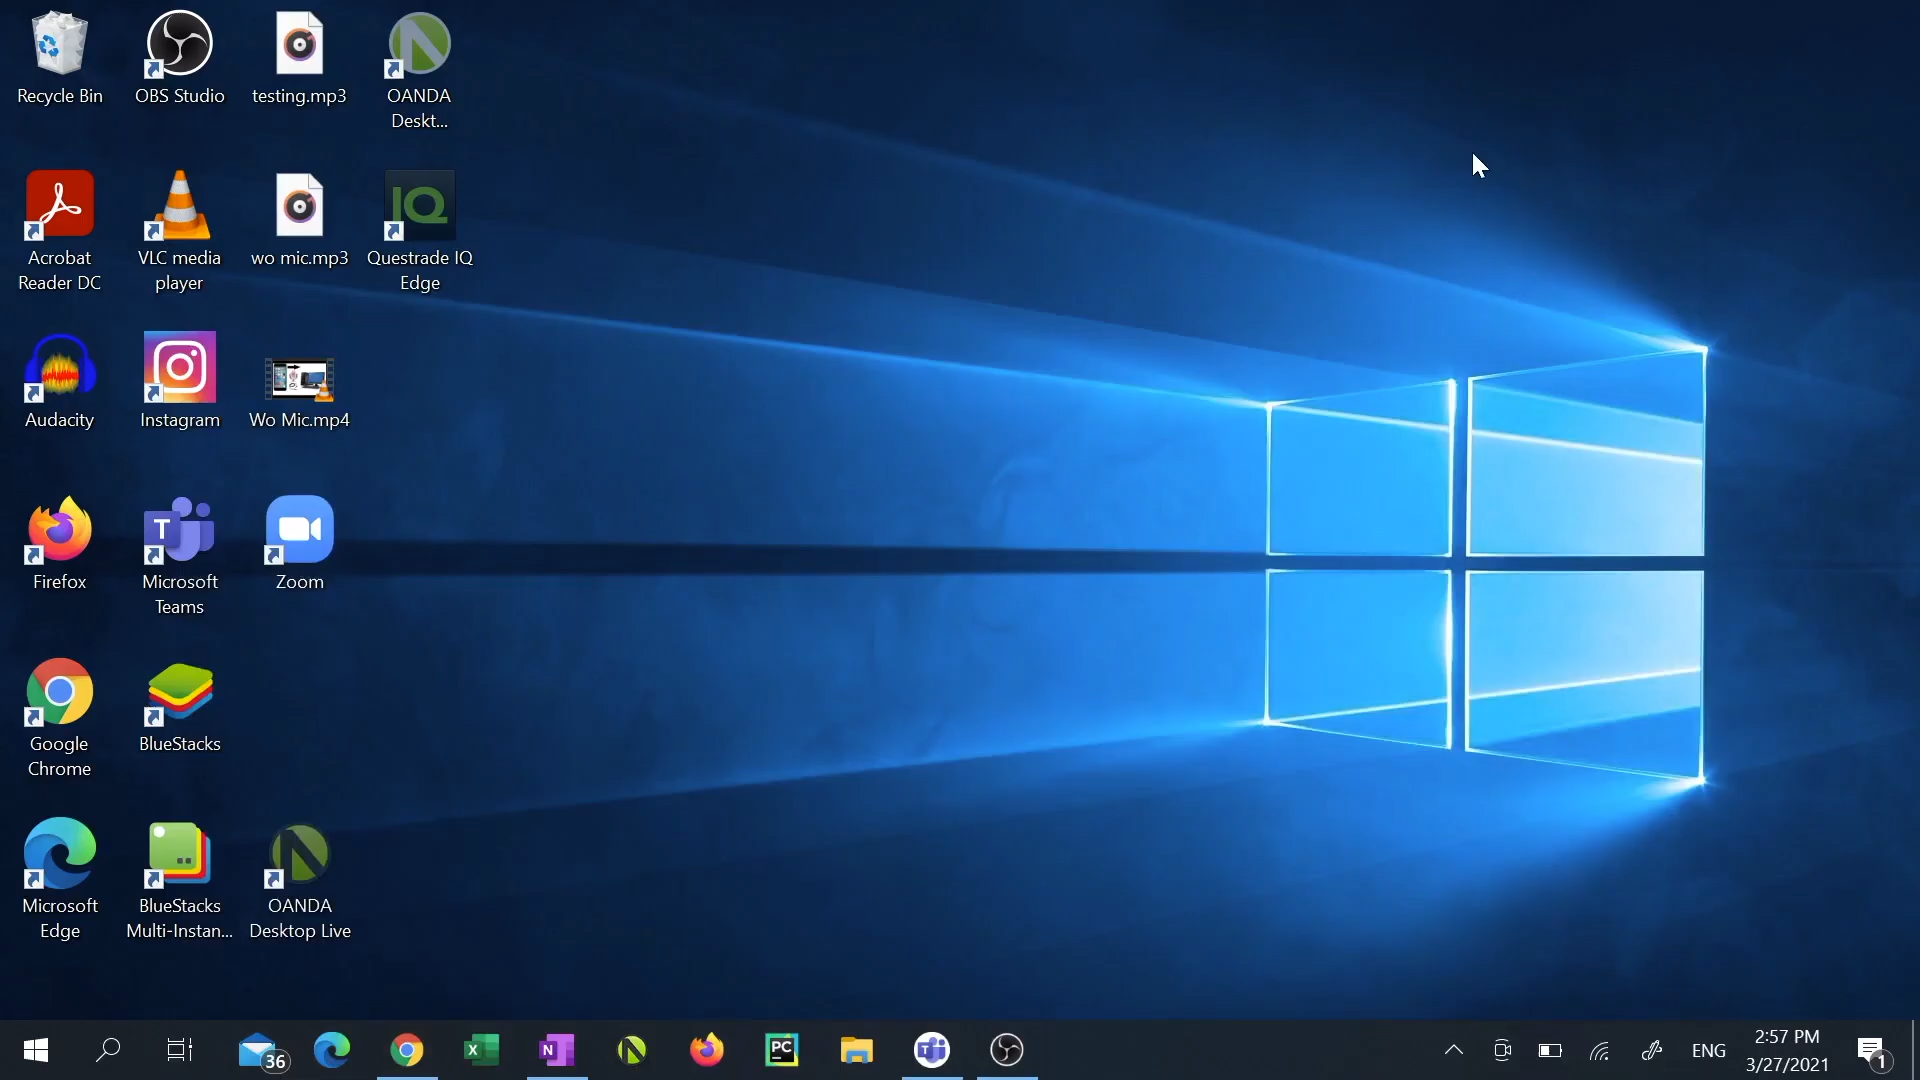 Recycle Bin
OBS Studio
testing.mp3
OANDA
Deskt...
IQ
Acrobat
Reader DC
VLC media
player
wo mic.mp3
Questrade IQ
Edge
Audacity
Instagram
Wo Mic.mp4
T
Firefox
Microsoft
Teams
Zoom
Google
Chrome
BlueStacks
Microsoft
Edge
BlueStacks
Multi-Instan...
OANDA
Desktop Live
36
X
N
PC
T
ENG
2:57 PM
3/27/2021
1